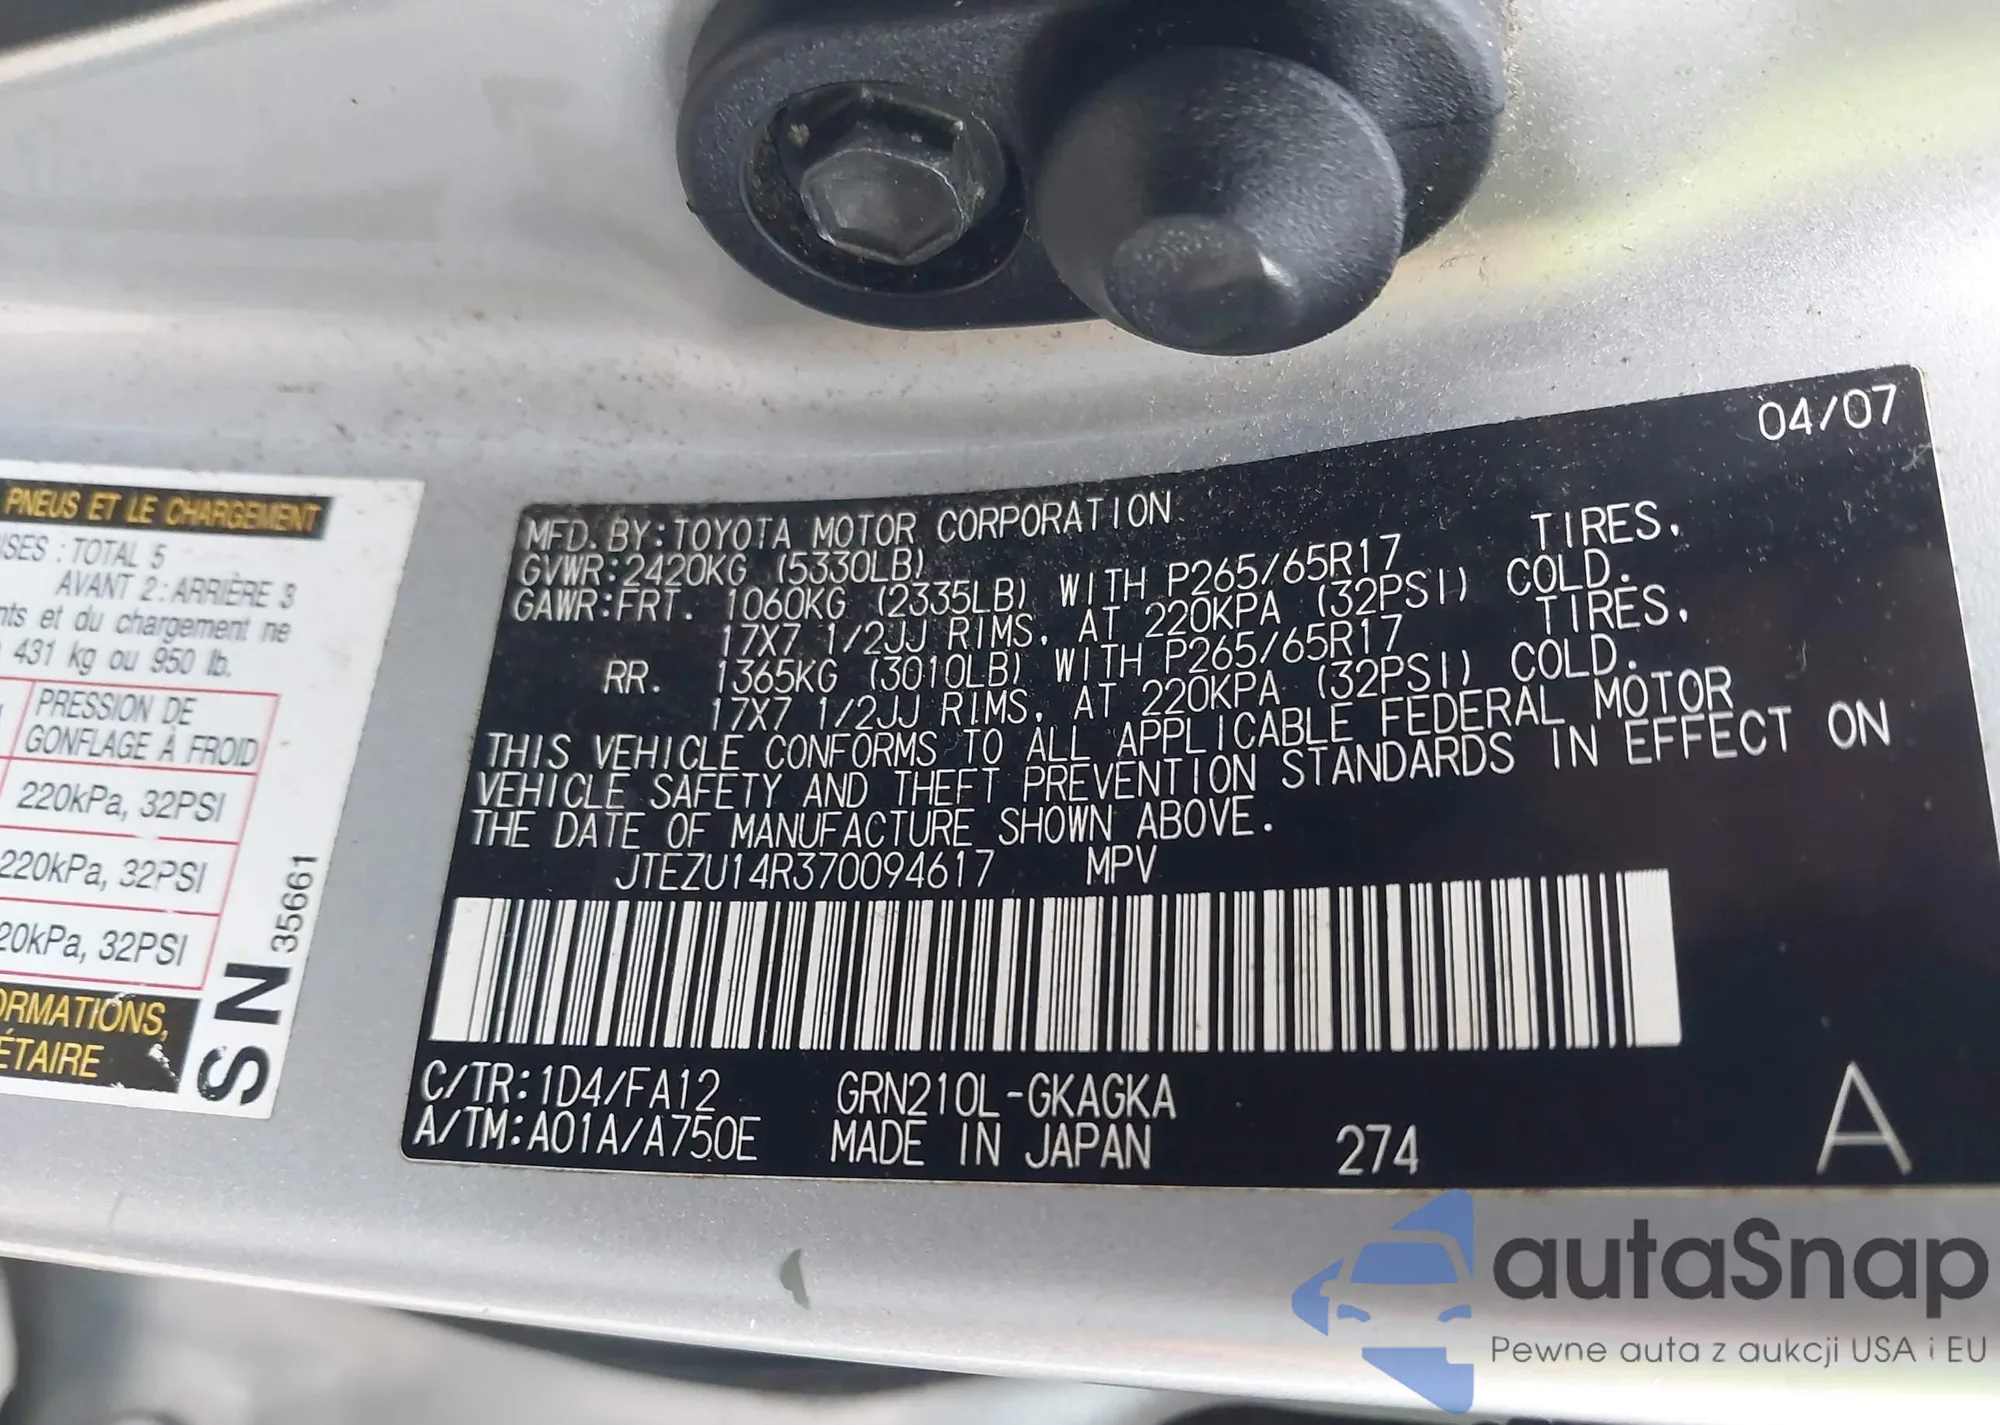 PNEUS ET LE CHARGEMENT
TOTAL 5
AVANT 2 : ARRIÈRE 3
et du chargement ne
431 kg ou 950 lb.
PRESSION DE
GONFLAGE À FROID
220kPa, 32PSI
220kPa, 32PSI
20kPa, 32PSI
ORMATIONS,
ÉTAIRE
SN 35661
04/07
MFD. BY: TOYOTA MOTOR CORPORATION
GVWR: 2420KG (5330LB)
GAWR: FRT. 1060KG (2335LB) WITH P265/65R17 TIRES,
17X7 1/2JJ RIMS, AT 220KPA (32PSI) COLD.
RR. 1365KG (3010LB) WITH P265/65R17 TIRES,
17X7 1/2JJ RIMS, AT 220KPA (32PSI) COLD.
THIS VEHICLE CONFORMS TO ALL APPLICABLE FEDERAL MOTOR
VEHICLE SAFETY AND THEFT PREVENTION STANDARDS IN EFFECT ON
THE DATE OF MANUFACTURE SHOWN ABOVE.
JTEZU14R370094617 MPV
C/TR: 1D4/FA12 GRN210L-GKAGKA
A/TM: A01A/A750E MADE IN JAPAN 274 A
autaSnap
Pewne auta z aukcji USA i EU